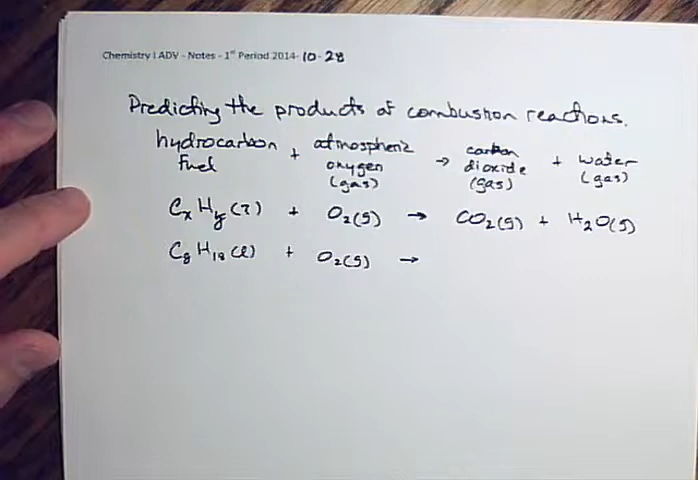 Chemistry I ADV - Notes - 1st Period 2014-10-28
Predicting the products of combustion reactions.
hydrocarbon fuel + atmospheric oxygen (gas) → carbon dioxide (gas) + water (gas)
CxHy(?) + O2(g) → CO2(g) + H2O(g)
C8H18(l) + O2(g) →